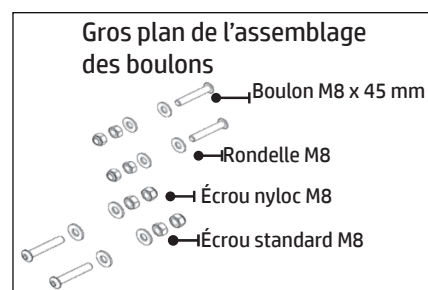 Gros plan de l’assemblage
des boulons
Boulon M8 x 45 mm
Rondelle M8
Écrou nyloc M8
Écrou standard M8